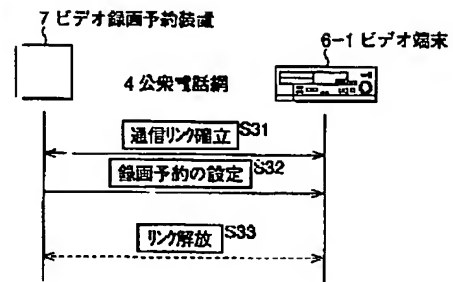 7 ビデオ録画予約装置
6-1 ビデオ端末
4 公衆電話網
通信リンク確立 S31
録画予約の設定 S32
リンク解放 S33